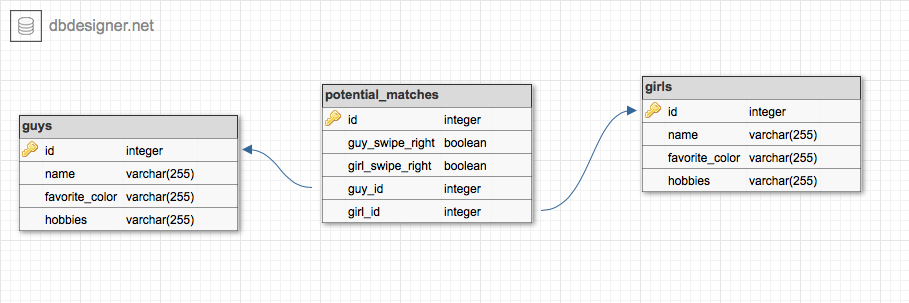 dbdesigner.net
guys
id integer
name varchar(255)
favorite_color varchar(255)
hobbies varchar(255)
potential_matches
id integer
guy_swipe_right boolean
girl_swipe_right boolean
guy_id integer
girl_id integer
girls
id integer
name varchar(255)
favorite_color varchar(255)
hobbies varchar(255)